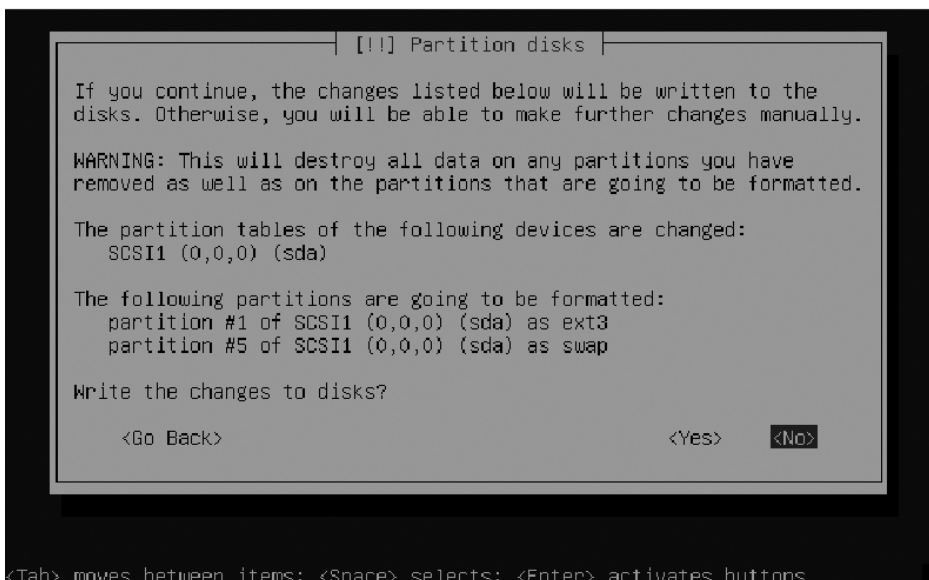 [!!] Partition disks
If you continue, the changes listed below will be written to the
disks. Otherwise, you will be able to make further changes manually.
WARNING: This will destroy all data on any partitions you have
removed as well as on the partitions that are going to be formatted.
The partition tables of the following devices are changed:
SCSI1 (0,0,0) (sda)
The following partitions are going to be formatted:
partition #1 of SCSI1 (0,0,0) (sda) as ext3
partition #5 of SCSI1 (0,0,0) (sda) as swap
Write the changes to disks?
<Go Back> <Yes> <No>
<Tab> moves between items; <Space> selects; <Enter> activates buttons